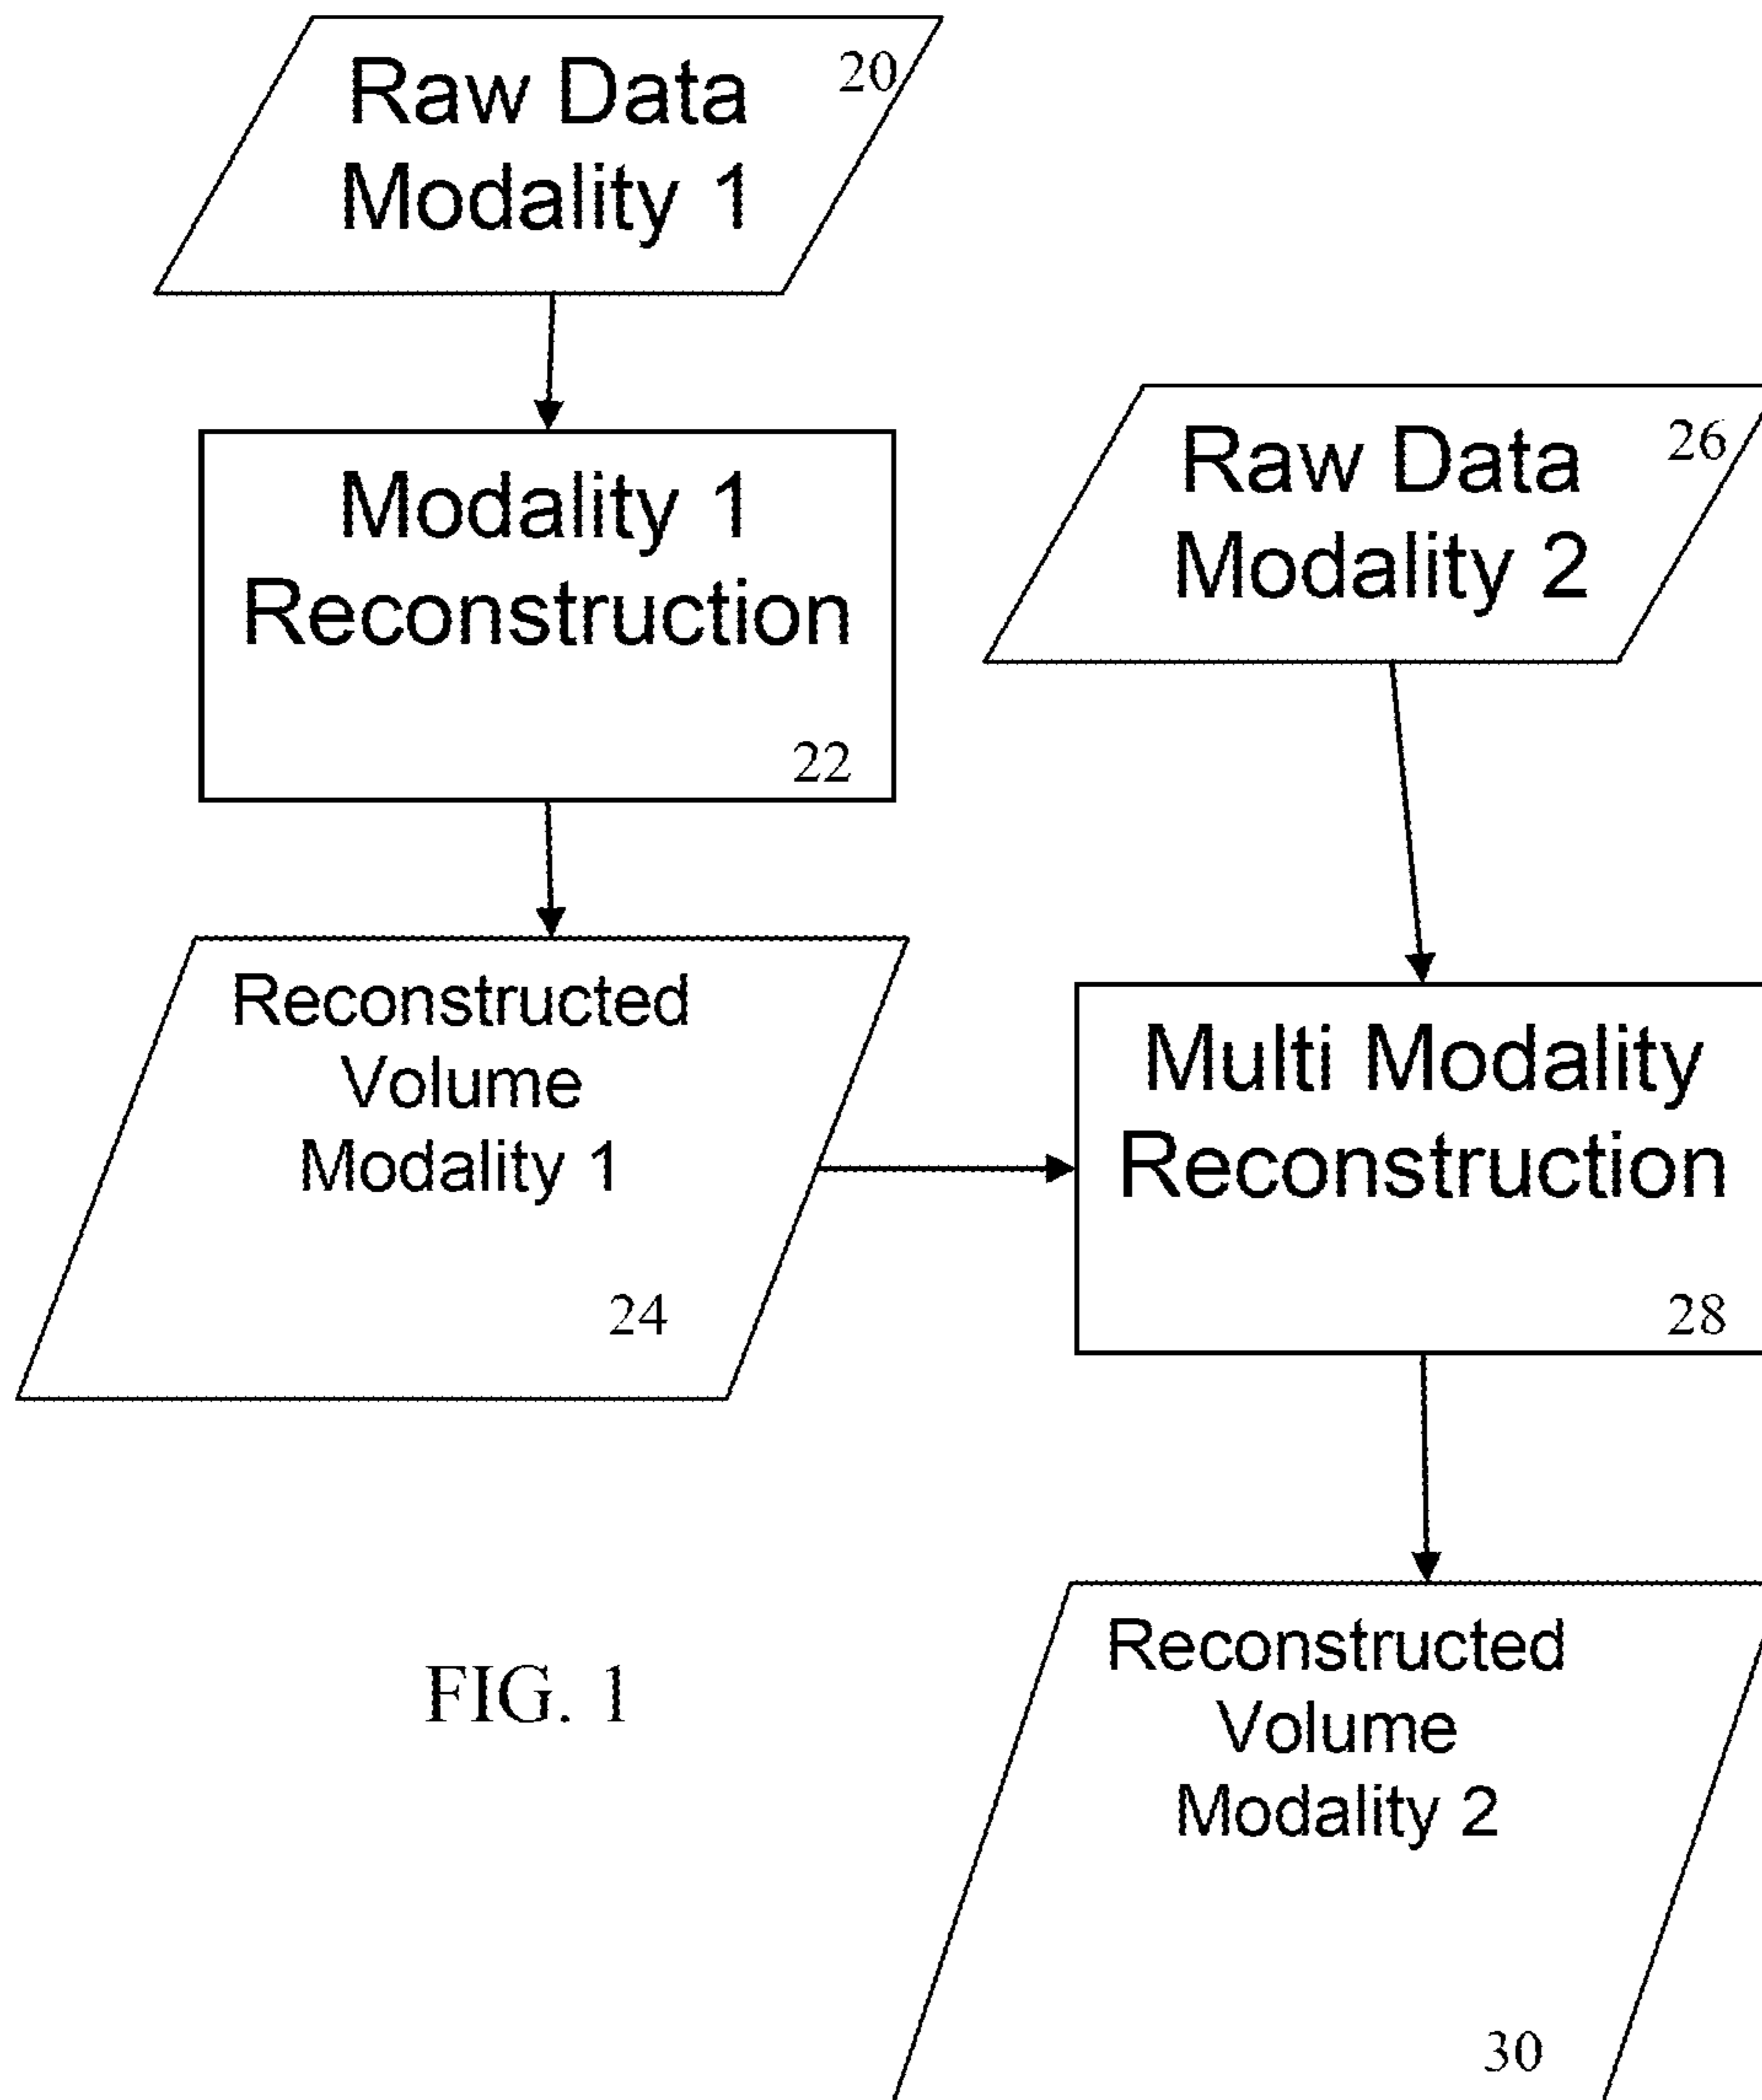 Raw Data
Modality 1
20
Modality 1
Reconstruction
22
Reconstructed
Volume
Modality 1
24
Raw Data
Modality 2
26
Multi Modality
Reconstruction
28
Reconstructed
Volume
Modality 2
30
FIG. 1